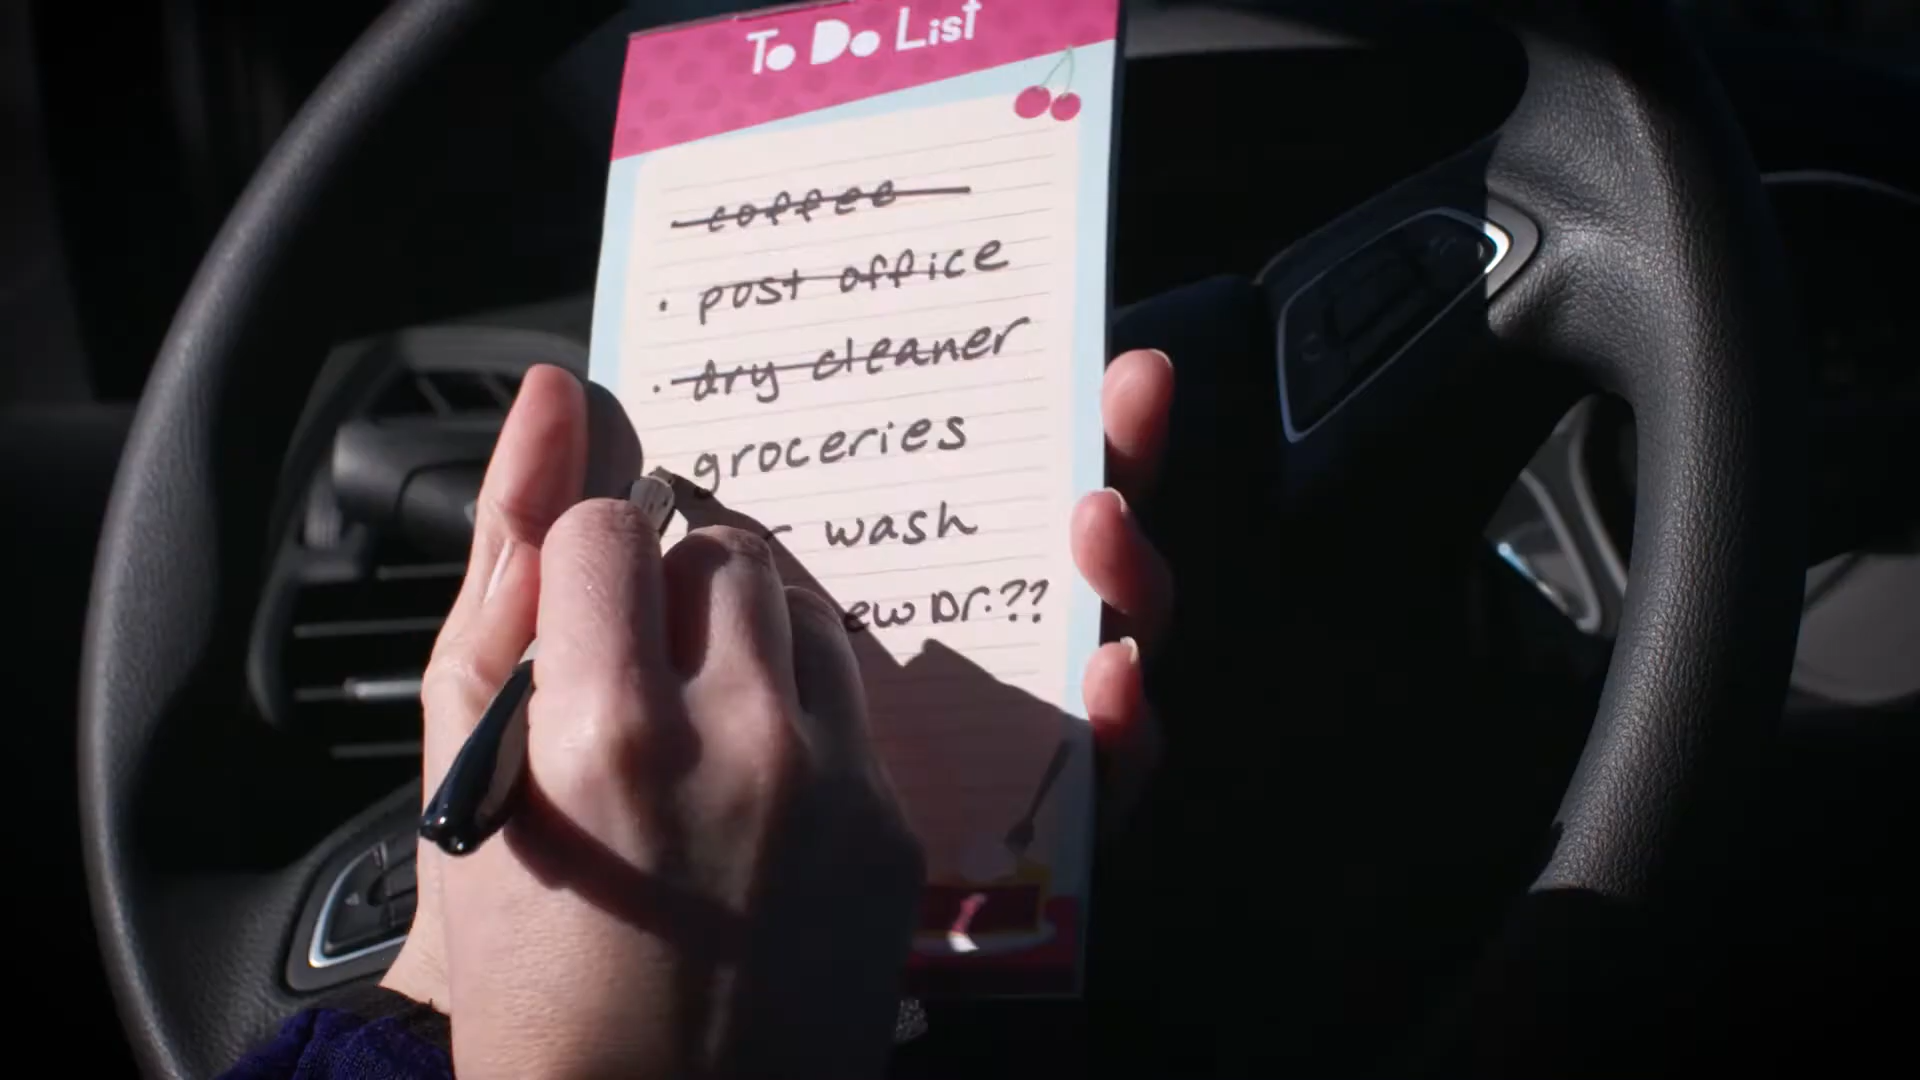 To Do List
coffee
· post office
· dry cleaner
groceries
wash
Dr.??